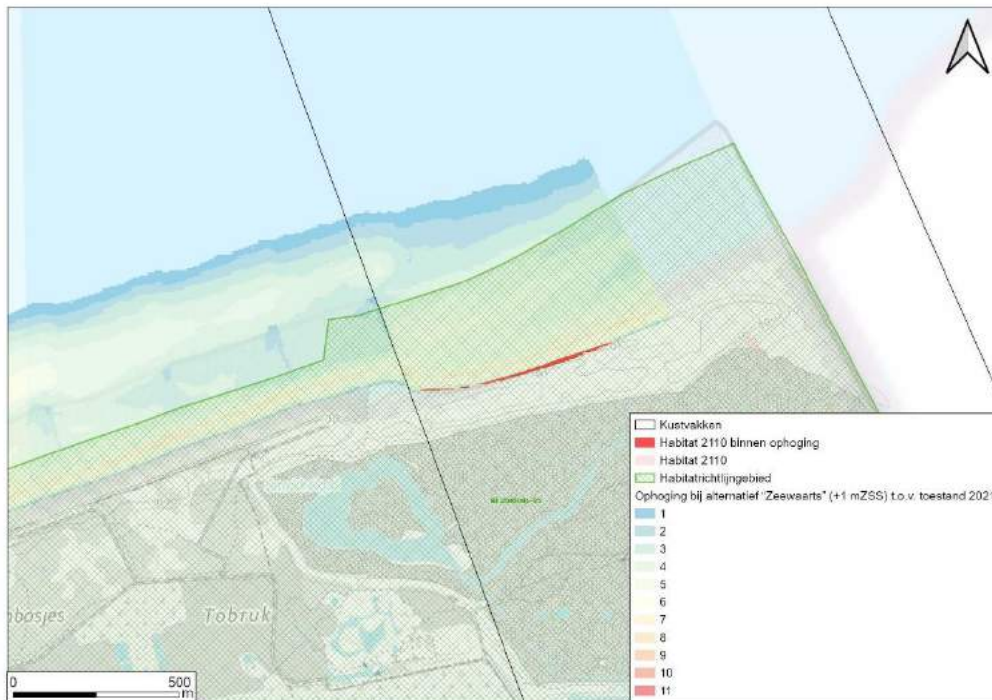 Kustvakken
Habitat 2110 binnen ophoging
Habitat 2110
Habitatrichtlijngebied
Ophoging bij alternatief "Zeewaarts" (+1 mZSS) t.o.v. toestand 2021
1
2
3
4
5
6
7
8
9
10
11
bosjes
Tobruk
0
500
m